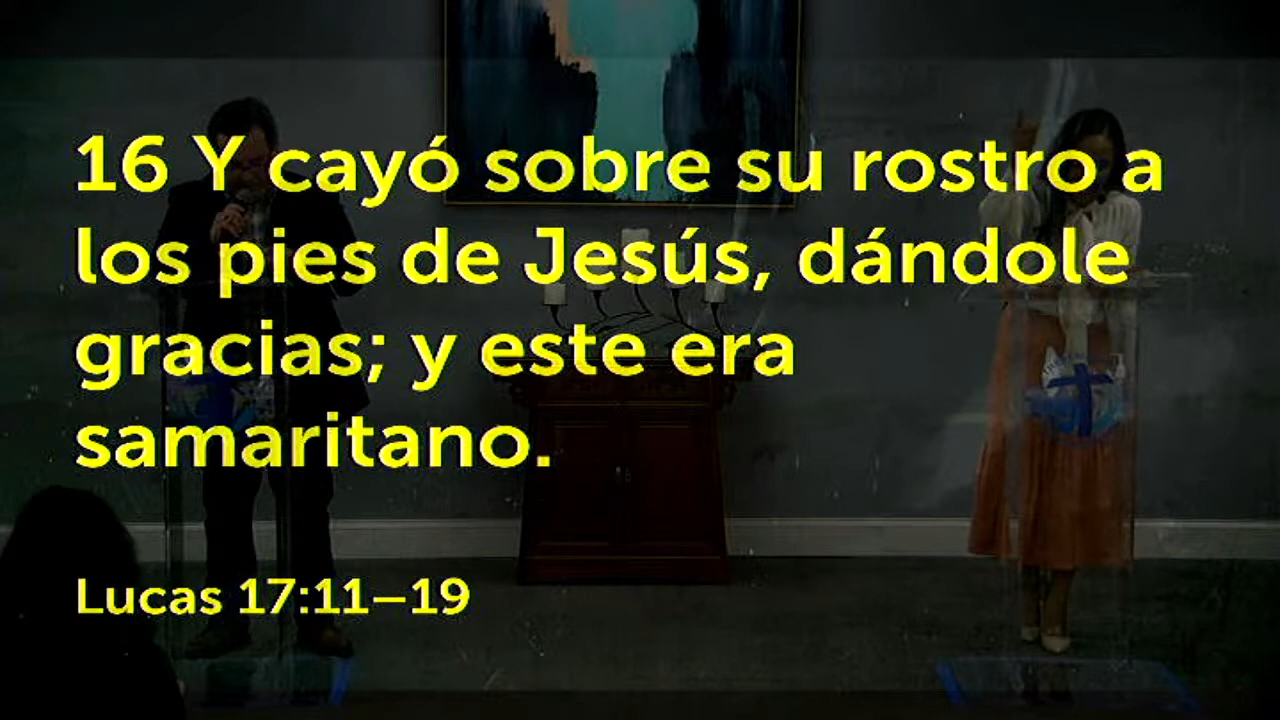 16 Y cayó sobre su rostro a
los pies de Jesús, dándole
gracias; y este era
samaritano.
Lucas 17:11–19